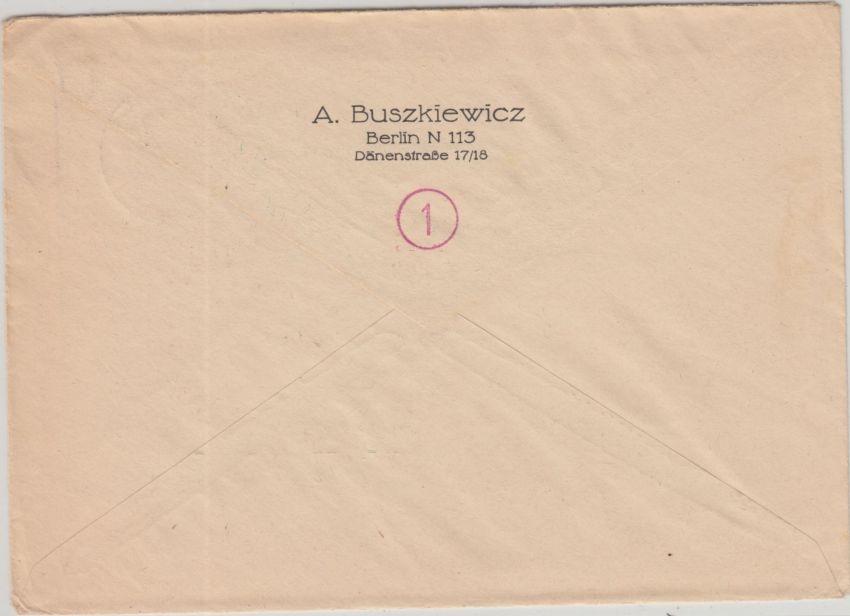 A. Buszkiewicz
Berlin N 113
Dänenstraße 17/18
1